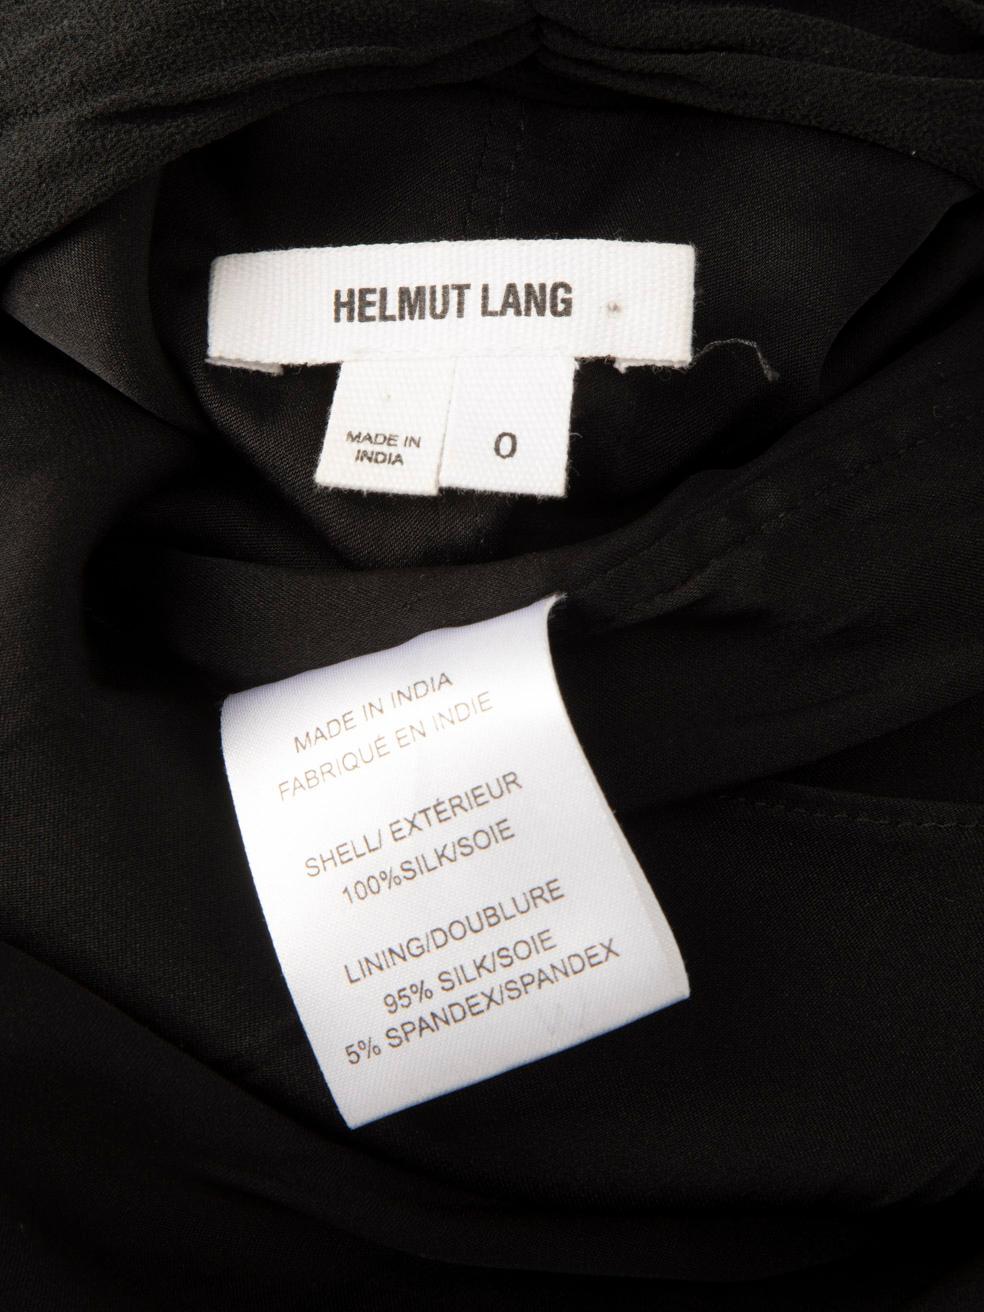 HELMUT LANG
MADE IN
INDIA
0
MADE IN INDIA
FABRIQUÉ EN INDIE
SHELL/ EXTÉRIEUR
100%SILK/SOIE
LINING/DOUBLURE
95% SILK/SOIE
5% SPANDEX/SPANDEX